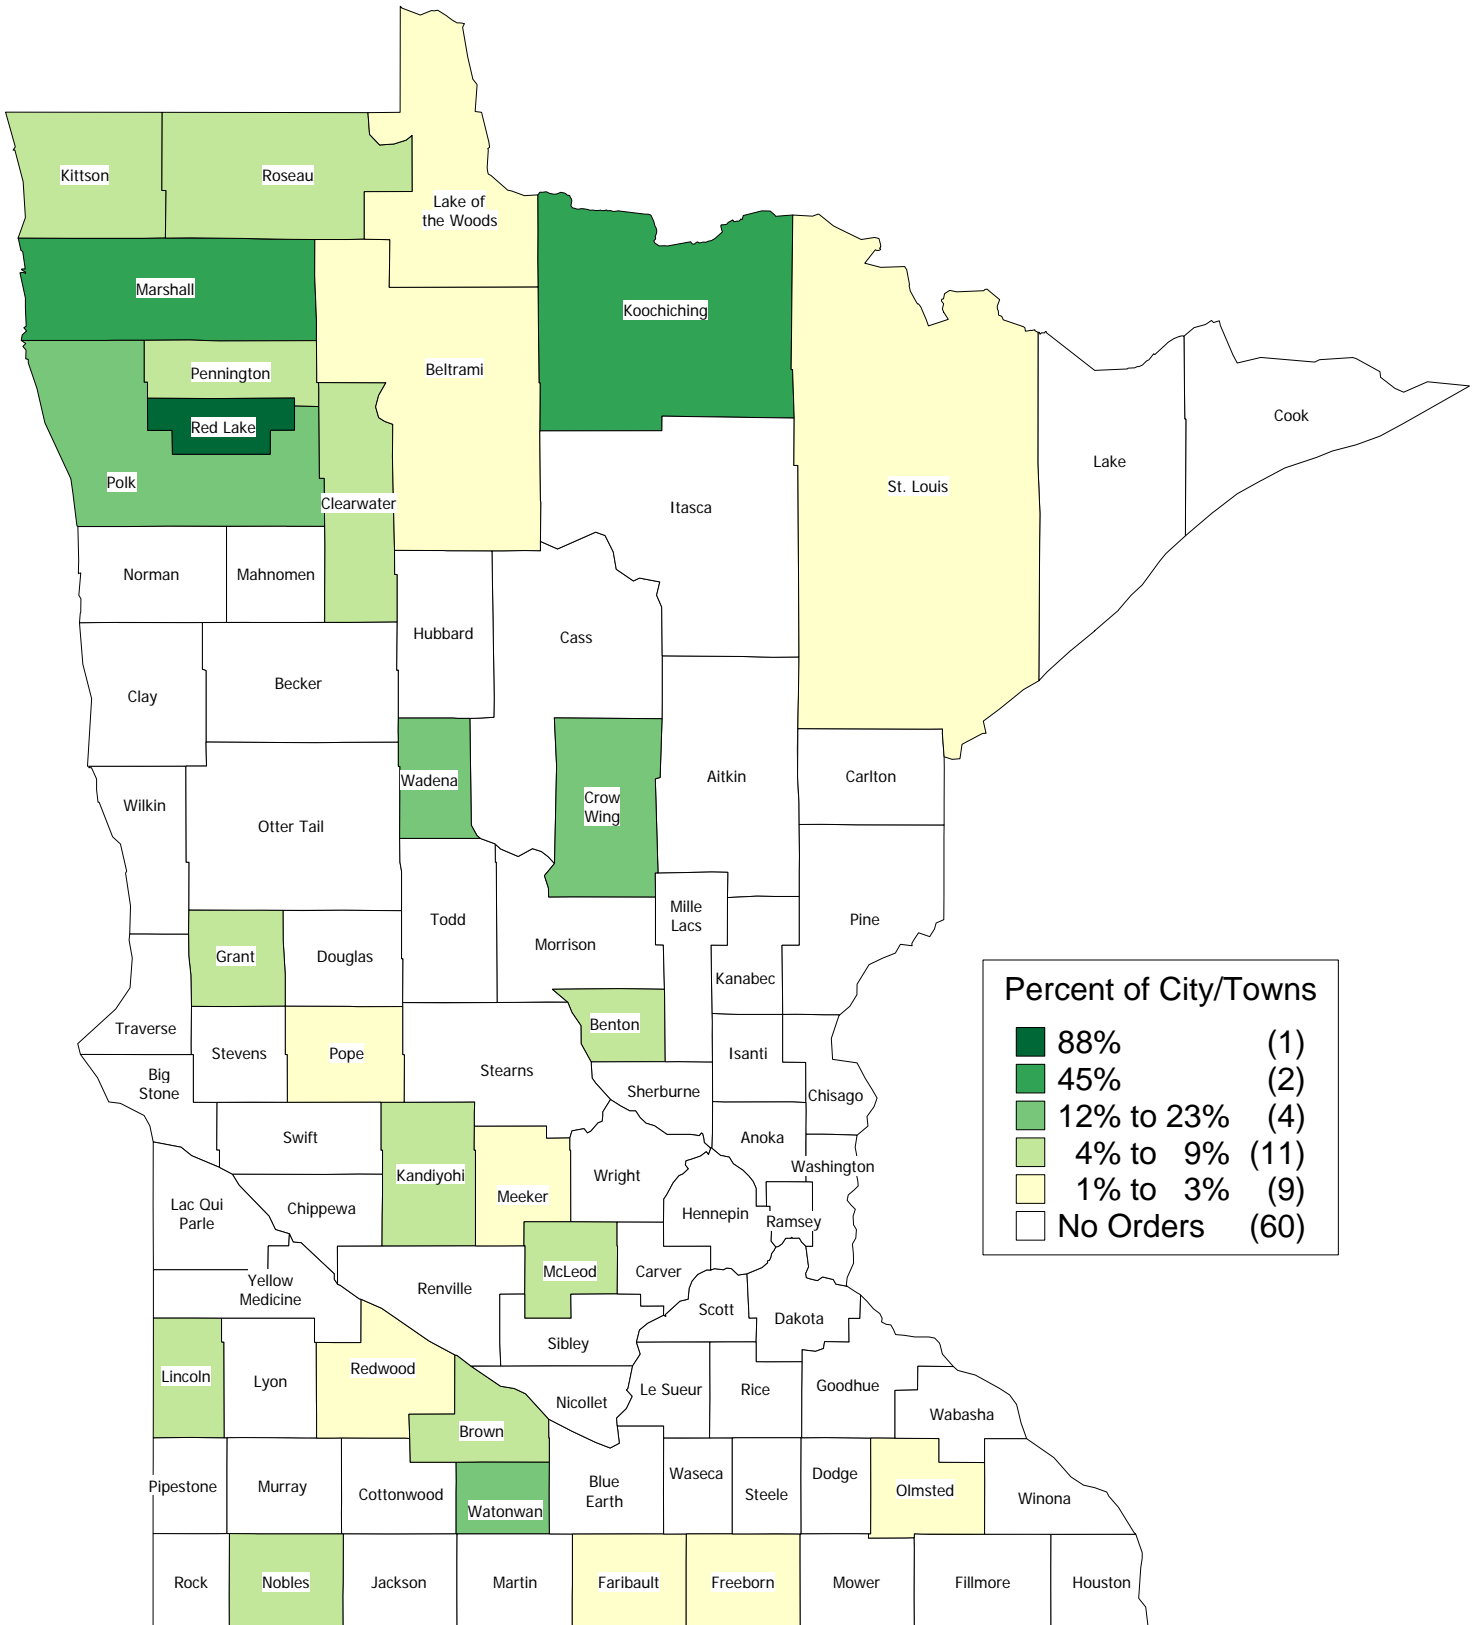 Kittson
Roseau
Lake of
the Woods
Marshall
Koochiching
Pennington
Beltrami
Red Lake
Cook
Lake
Polk
St. Louis
Clearwater
Itasca
Norman
Mahnomen
Hubbard
Cass
Becker
Clay
Wadena
Aitkin
Carlton
Crow
Wing
Wilkin
Otter Tail
Mille
Lacs
Todd
Pine
Morrison
Grant
Douglas
Kanabec
Percent of City/Towns
88% (1)
45% (2)
12% to 23% (4)
4% to 9% (11)
1% to 3% (9)
No Orders (60)
Traverse
Benton
Stevens
Pope
Isanti
Stearns
Big
Stone
Sherburne
Chisago
Swift
Anoka
Washington
Kandiyohi
Wright
Meeker
Lac Qui
Parle
Chippewa
Hennepin
Ramsey
McLeod
Carver
Yellow
Medicine
Renville
Scott
Dakota
Sibley
Redwood
Lincoln
Lyon
Le Sueur
Rice
Goodhue
Nicollet
Wabasha
Brown
Pipestone
Murray
Cottonwood
Blue
Earth
Waseca
Steele
Dodge
Olmsted
Winona
Watonwan
Rock
Nobles
Jackson
Martin
Faribault
Freeborn
Mower
Fillmore
Houston